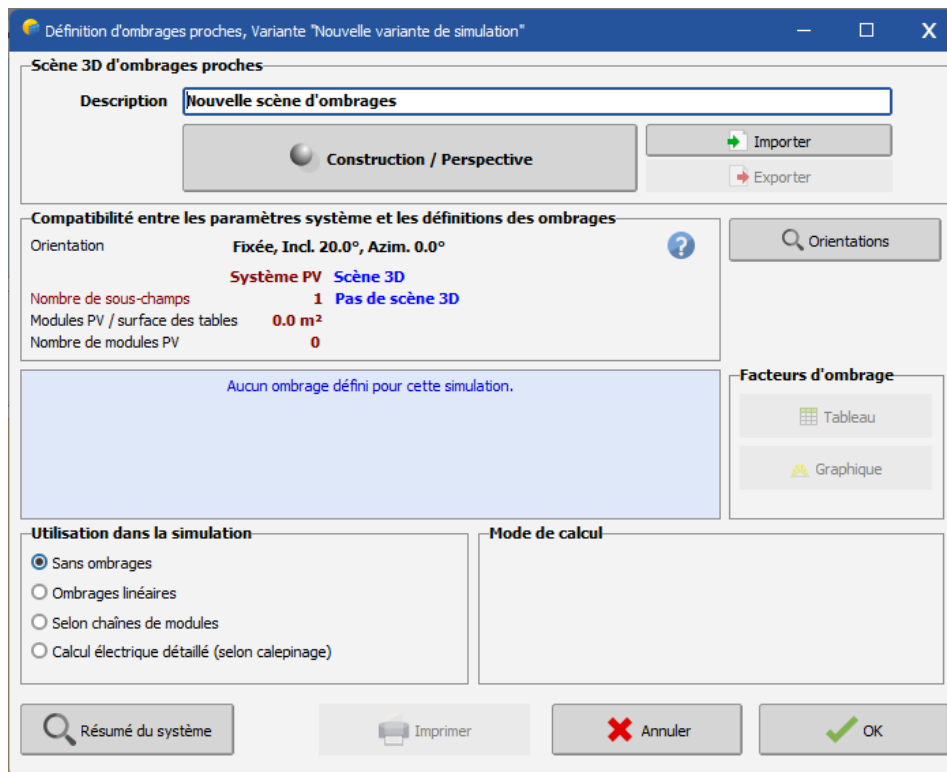 Définition d'ombrages proches, Variante "Nouvelle variante de simulation"
Scène 3D d'ombrages proches
Description Nouvelle scène d'ombrages
Construction / Perspective
Importer
Exporter
Compatibilité entre les paramètres système et les définitions des ombrages
Orientation Fixée, Incl. 20.0°, Azim. 0.0°
Orientations
Système PV Scène 3D
Nombre de sous-champs 1 Pas de scène 3D
Modules PV / surface des tables 0.0 m²
Nombre de modules PV 0
Aucun ombrage défini pour cette simulation.
Facteurs d'ombrage
Tableau
Graphique
Utilisation dans la simulation
Sans ombrages
Ombrages linéaires
Selon chaînes de modules
Calcul électrique détaillé (selon calepinage)
Mode de calcul
Résumé du système Imprimer Annuler OK